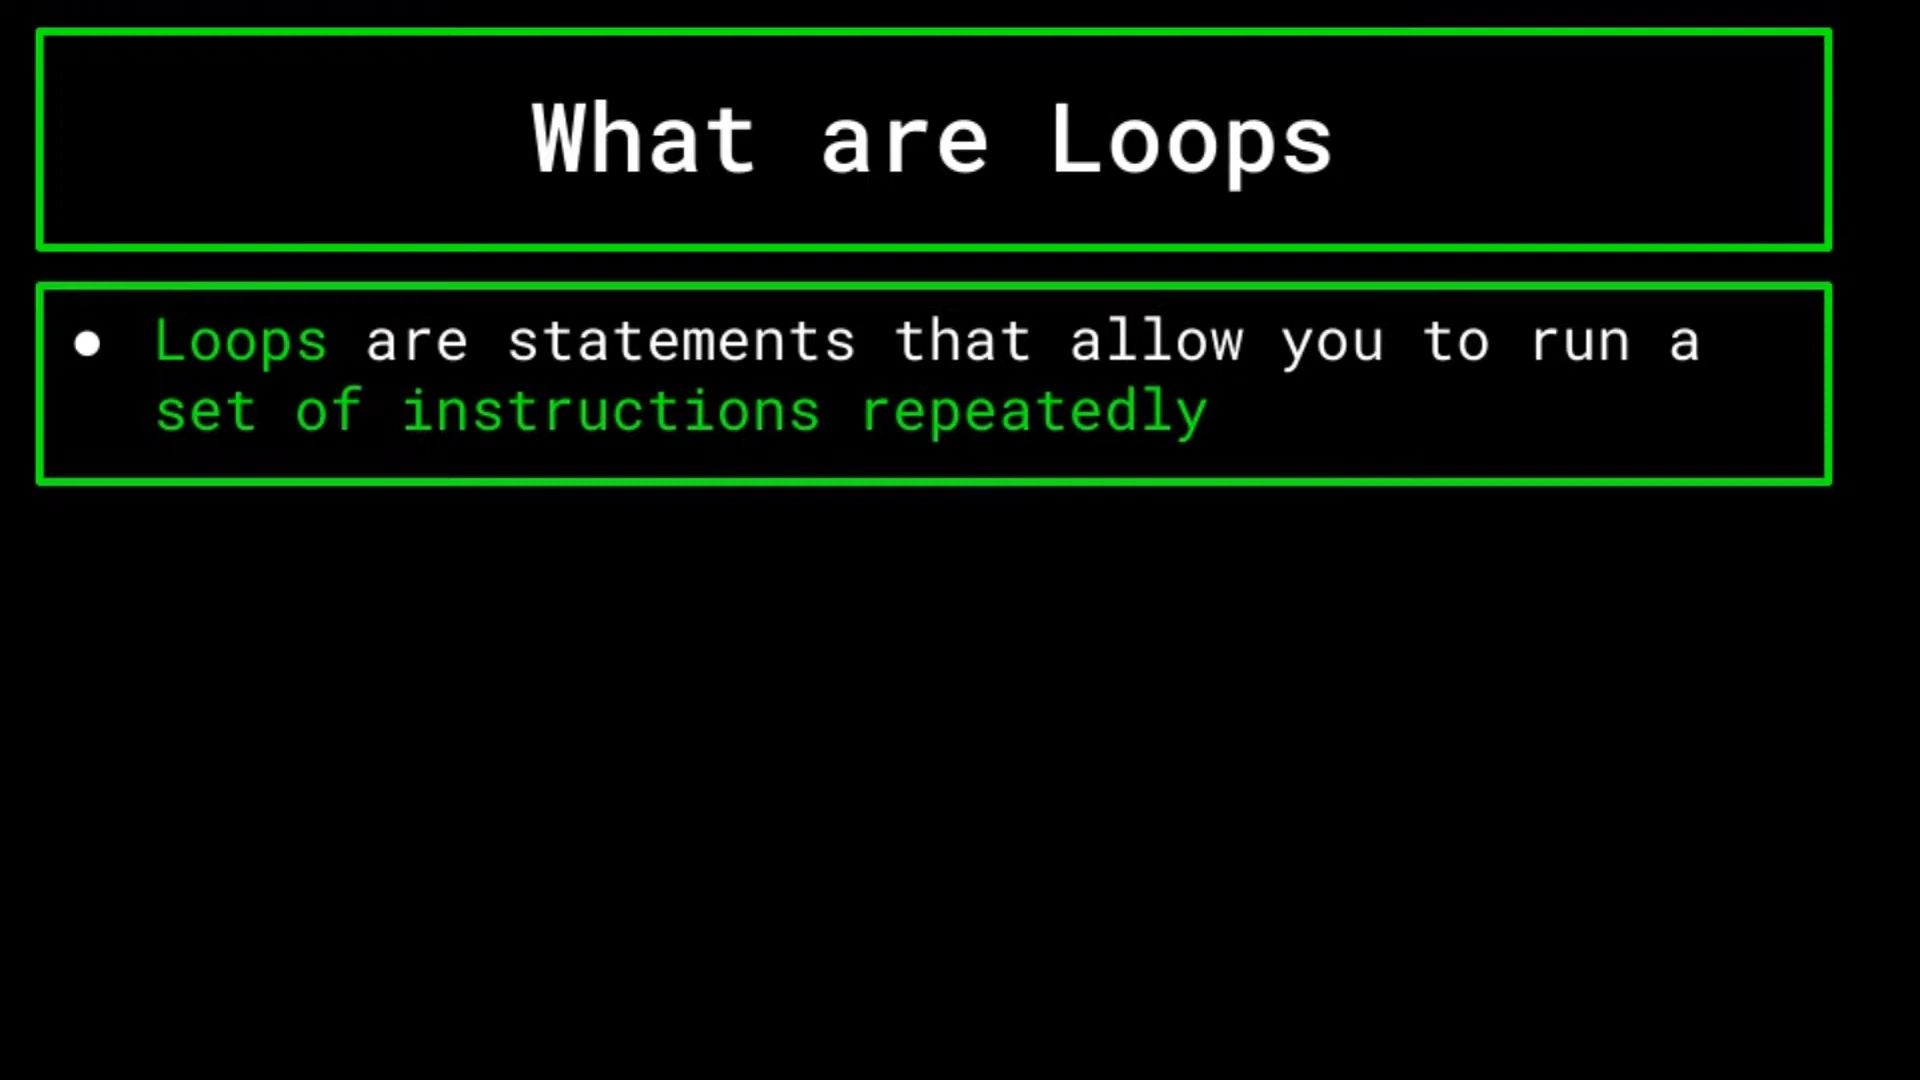 What are Loops
● Loops are statements that allow you to run a
set of instructions repeatedly